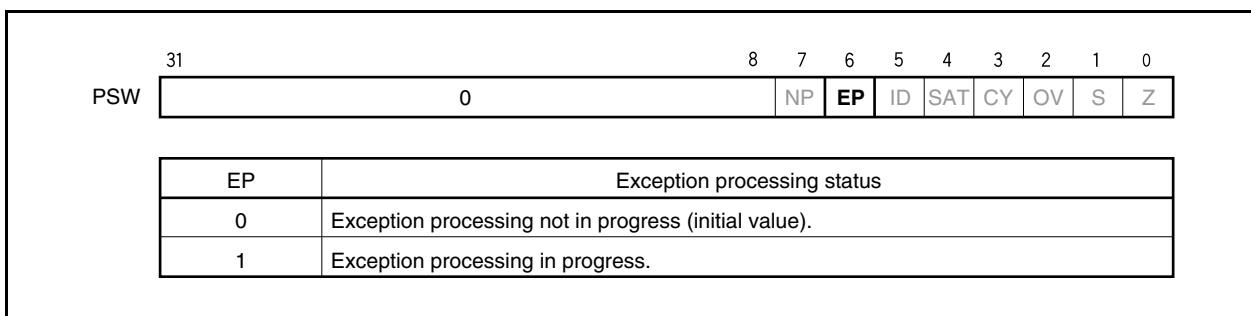 31 8 7 6 5 4 3 2 1 0
PSW 0 NP EP ID SAT CY OV S Z
EP Exception processing status
0 Exception processing not in progress (initial value).
1 Exception processing in progress.